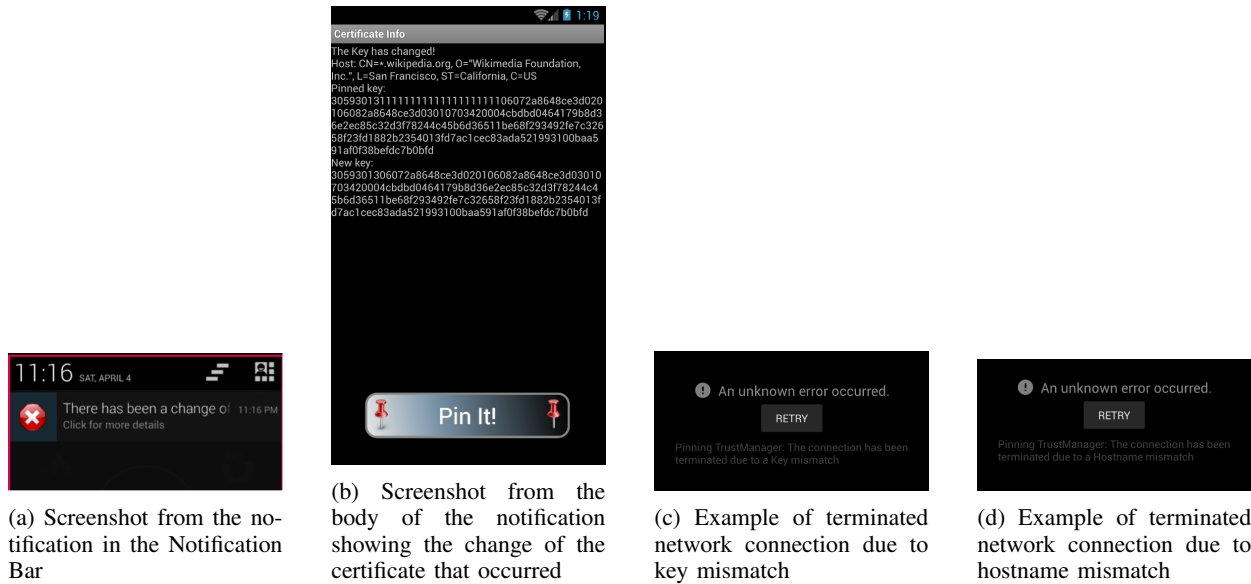 11:16 SAT, APRIL 4
There has been a change of 11:16 PM
Click for more details
(a) Screenshot from the no-
tification in the Notification
Bar
1:19
Certificate Info
The Key has changed!
Host: CN=*.wikipedia.org, O="Wikimedia Foundation,
Inc.", L=San Francisco, ST=California, C=US
Pinned key:
3059301311111111111111111111106072a8648ce3d020
106082a8648ce3d03010703420004cbdbd0464179b8d3
6e2ec85c32d3f78244c45b6d36511be68f293492fe7c326
58f23fd1882b2354013fd7ac1cec83ada521993100baa5
91af0f38befdc7b0bfd
New key:
3059301306072a8648ce3d020106082a8648ce3d03010
703420004cbdbd0464179b8d36e2ec85c32d3f78244c4
5b6d36511be68f293492fe7c32658f23fd1882b2354013f
d7ac1cec83ada521993100baa591af0f38befdc7b0bfd
Pin It!
(b) Screenshot from the
body of the notification
showing the change of the
certificate that occurred
An unknown error occurred.
RETRY
Pinning TrustManager: The connection has been
terminated due to a Key mismatch
(c) Example of terminated
network connection due to
key mismatch
An unknown error occurred.
RETRY
Pinning TrustManager: The connection has been
terminated due to a Hostname mismatch
(d) Example of terminated
network connection due to
hostname mismatch